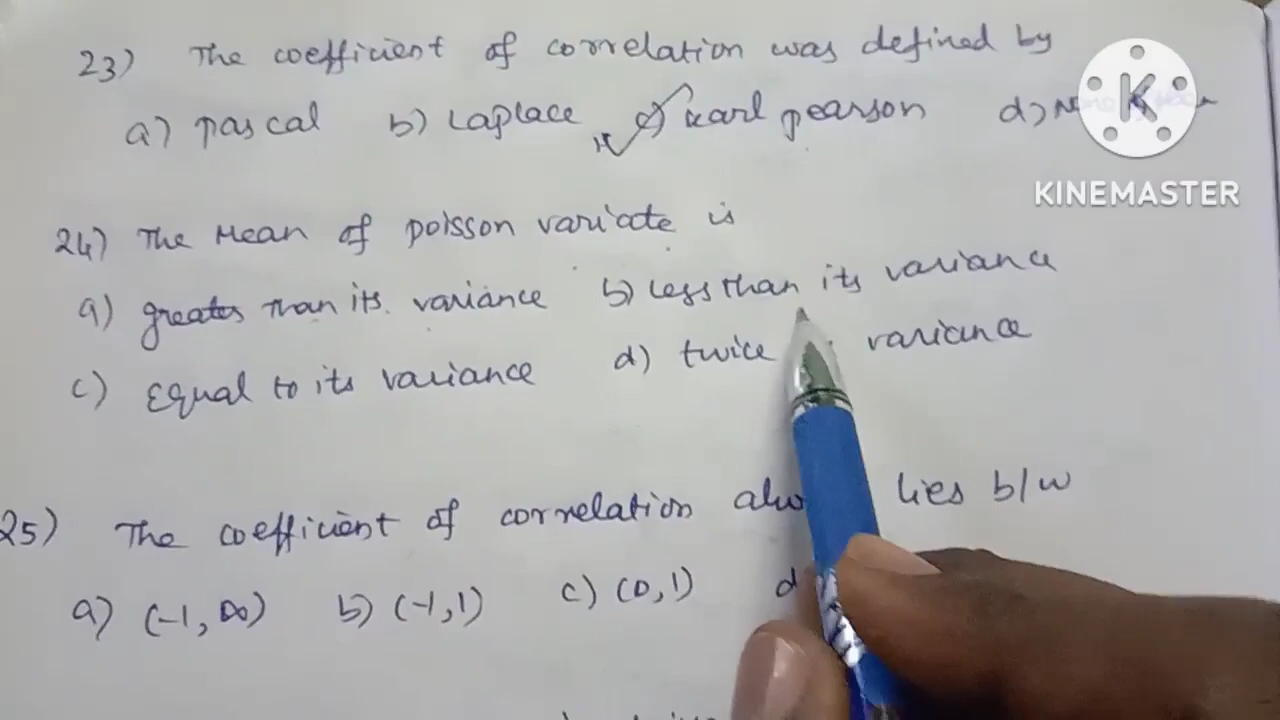 23) The coefficient of correlation was defined by
a) pascal b) Laplace c) Karl pearson d)
K
KINEMASTER
24) The Mean of poisson variate is
a) greater than its variance b) Less than its variance
c) Equal to its variance d) twice variance
25) The coefficient of correlation lies b/w
a) (-1, ∞) b) (-1, 1) c) (0, 1) d